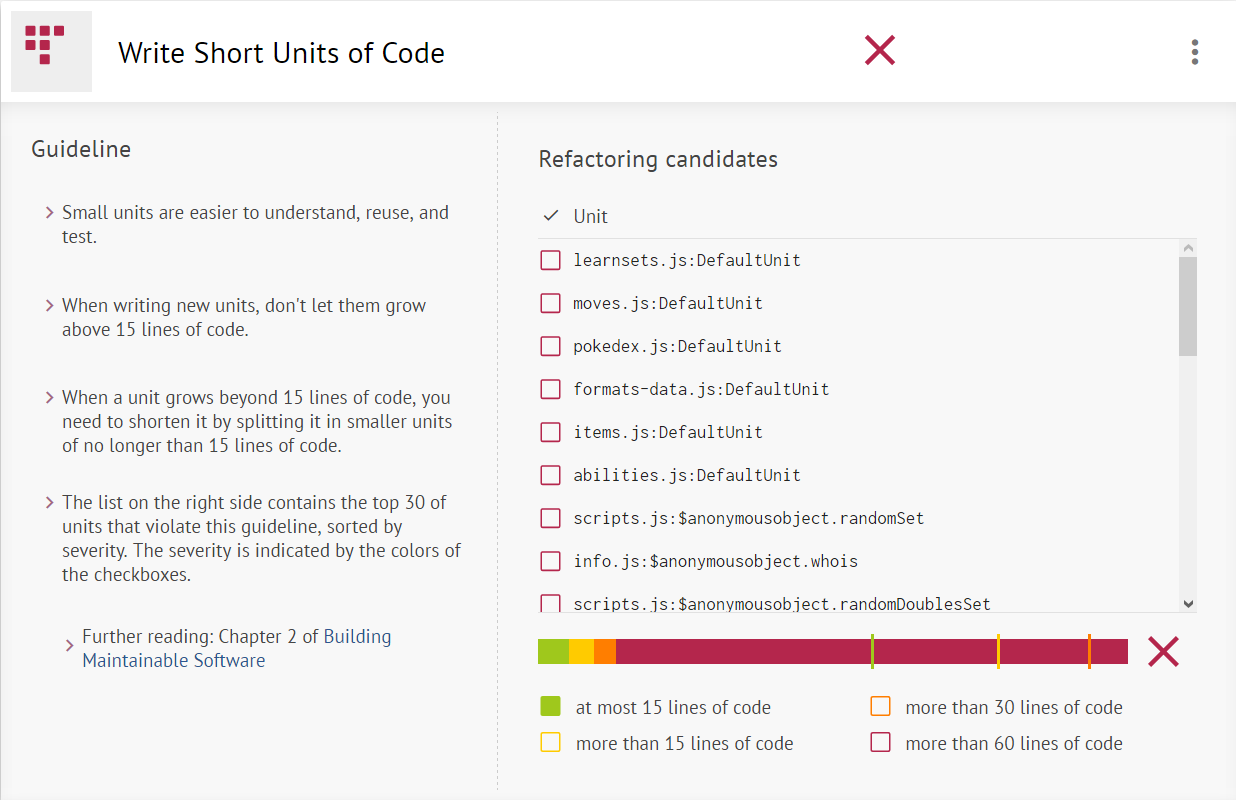 Write Short Units of Code
Guideline
Small units are easier to understand, reuse, and
test.
When writing new units, don't let them grow
above 15 lines of code.
When a unit grows beyond 15 lines of code, you
need to shorten it by splitting it in smaller units
of no longer than 15 lines of code.
The list on the right side contains the top 30 of
units that violate this guideline, sorted by
severity. The severity is indicated by the colors of
the checkboxes.
Further reading: Chapter 2 of Building
Maintainable Software
Refactoring candidates
Unit
learnsets.js:DefaultUnit
moves.js:DefaultUnit
pokedex.js:DefaultUnit
formats-data.js:DefaultUnit
items.js:DefaultUnit
abilities.js:DefaultUnit
scripts.js:$anonymousobject.randomSet
info.js:$anonymousobject.whois
scripts.js:$anonymousobject.randomDoublesSet
at most 15 lines of code
more than 30 lines of code
more than 15 lines of code
more than 60 lines of code